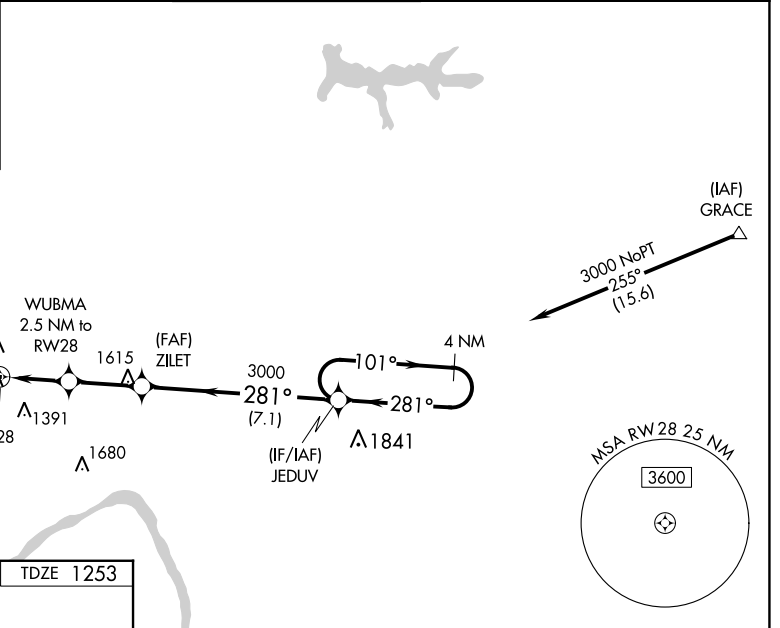 (IAF)
GRACE
3000 NoPT
255°
(15.6)
WUBMA
2.5 NM to
RW28
(FAF)
ZILET
1615
3000
281°
(7.1)
101°
4 NM
281°
1391
28
1680
(IF/IAF)
JEDUV
1841
MSA RW28 25 NM
3600
TDZE 1253